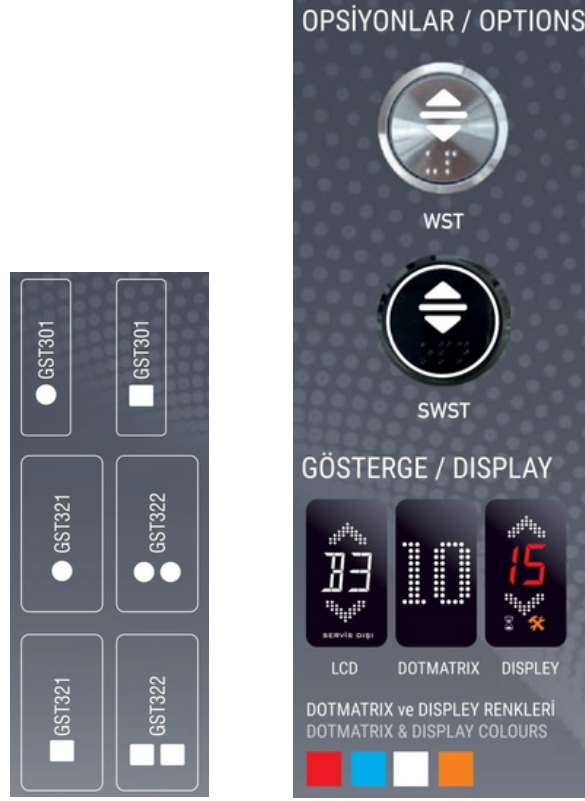 GST301
GST301
GST321
GST322
GST321
GST322
OPSİYONLAR / OPTIONS
WST
SWST
GÖSTERGE / DISPLAY
B3
SERVİS DIŞI
10
15
LCD
DOTMATRIX
DISPLEY
DOTMATRIX ve DISPLEY RENKLERİ
DOTMATRIX & DISPLAY COLOURS